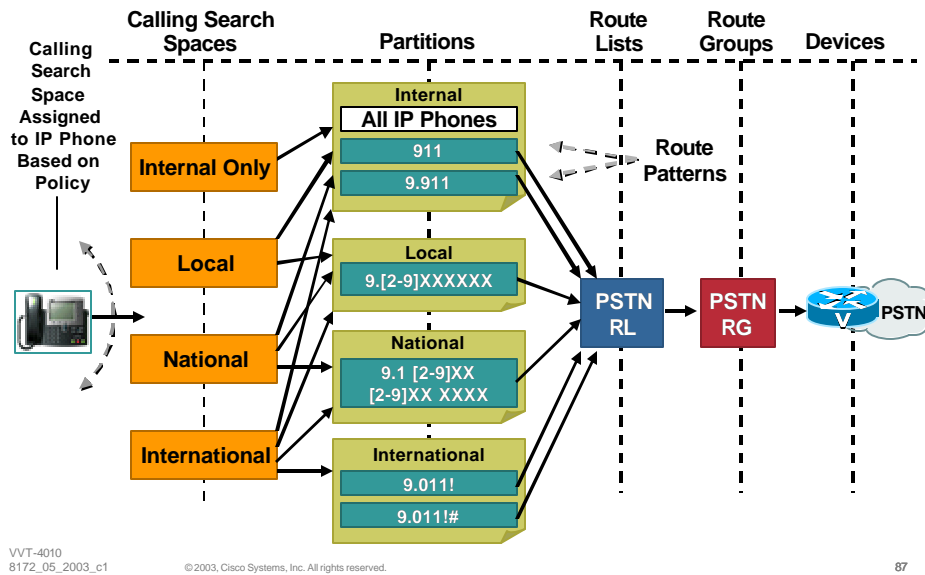 Calling Search
Spaces
Partitions
Route
Lists
Route
Groups
Devices
Calling
Search
Space
Assigned
to IP Phone
Based on
Policy
Internal Only
Local
National
International
Internal
All IP Phones
911
9.911
Route
Patterns
Local
9.[2-9]XXXXXX
National
9.1 [2-9]XX
[2-9]XX XXXX
International
9.011!
9.011!#
PSTN
RL
PSTN
RG
V
PSTN
VVT-4010
8172_05_2003_c1
© 2003, Cisco Systems, Inc. All rights reserved.
87